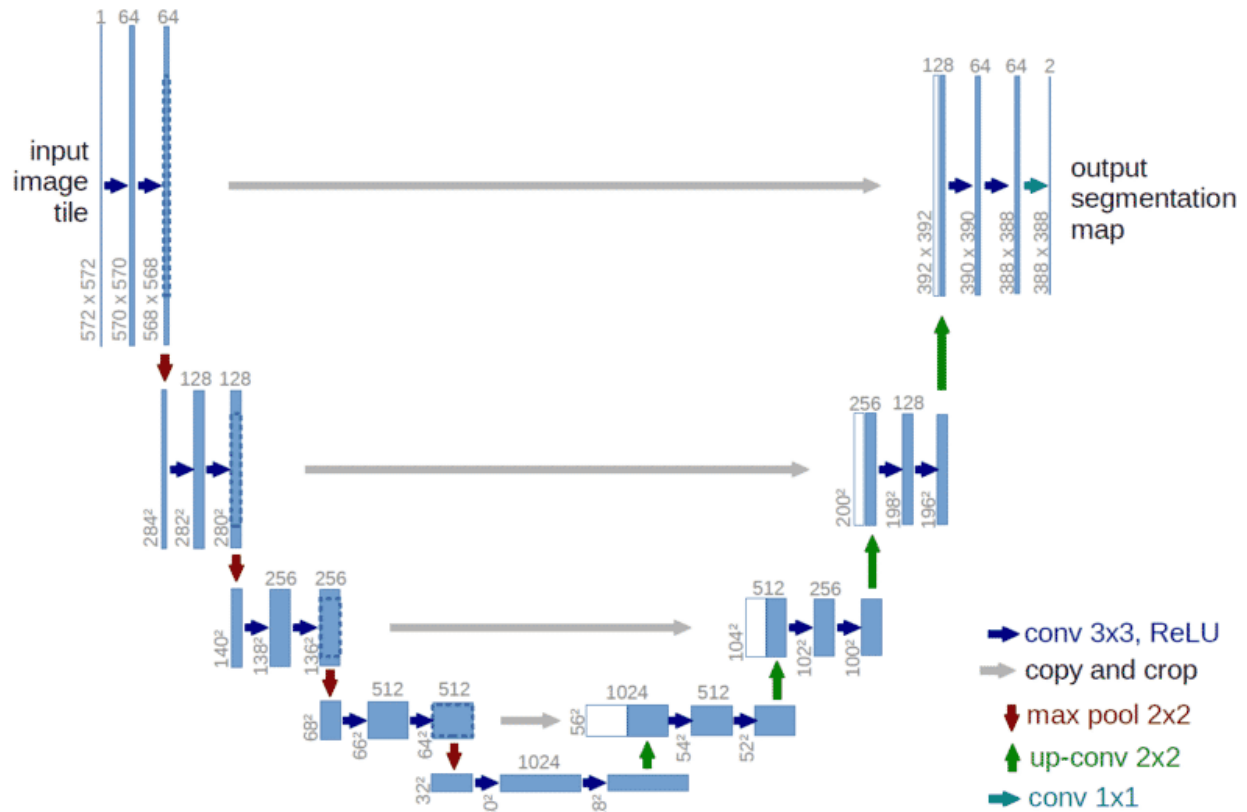 1 64 64
128 64 64 2
input
image
tile
output
segmentation
map
572 x 572
570 x 570
568 x 568
392 x 392
390 x 390
388 x 388
388 x 388
128 128
256 128
284²
282²
280²
200²
198²
196²
256 256
512 256
140²
138²
136²
104²
102²
100²
512 512
1024 512
68²
66²
64²
56²
54²
52²
1024
32²
0²
8²
conv 3x3, ReLU
copy and crop
max pool 2x2
up-conv 2x2
conv 1x1